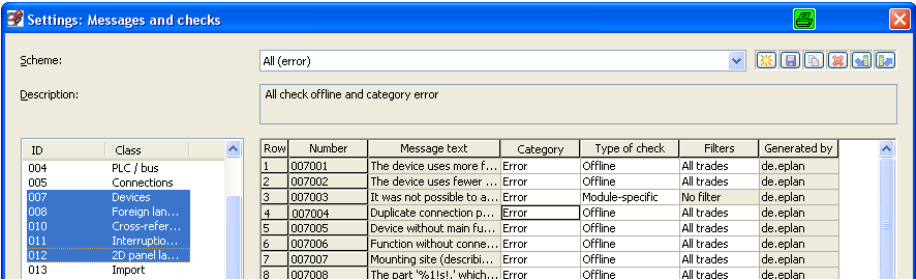 Settings: Messages and checks
Scheme:
All (error)
Description:
All check offline and category error
ID Class
004 PLC / bus
005 Connections
007 Devices
008 Foreign lan...
010 Cross-refer...
011 Interruptio...
012 2D panel la...
013 Import
Row Number Message text Category Type of check Filters Generated by
1 007001 The device uses more f... Error Offline All trades de.eplan
2 007002 The device uses fewer ... Error Offline All trades de.eplan
3 007003 It was not possible to a... Error Module-specific No filter de.eplan
4 007004 Duplicate connection p... Error Offline All trades de.eplan
5 007005 Device without main fu... Error Offline All trades de.eplan
6 007006 Function without conne... Error Offline All trades de.eplan
7 007007 Mounting site (describi... Error Offline All trades de.eplan
8 007008 The part '%1!s!.' which... Error Offline All trades de.eplan